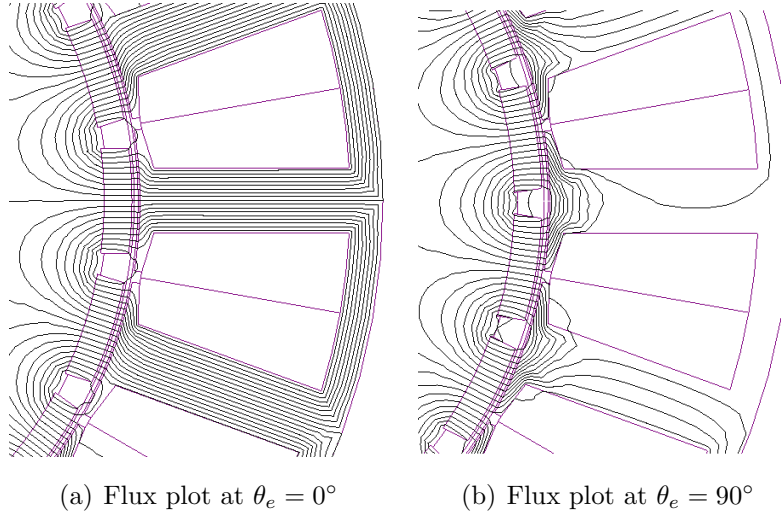 (a) Flux plot at θₑ = 0°
(b) Flux plot at θₑ = 90°